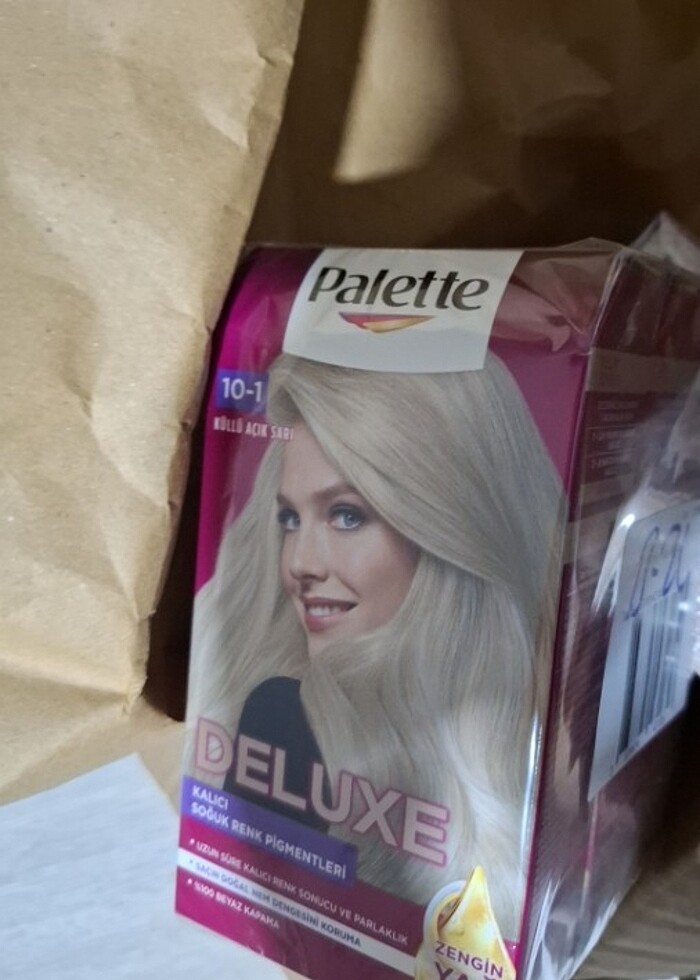 Palette
10-1
KÜLLÜ AÇIK SARI
DELUXE
KALICI
SOĞUK RENK PİGMENTLERİ
UZUN SÜRE KALICI RENK SONUCU VE PARLAKLIK
SAÇIN DOĞAL NEM DENGESİNİ KORUMA
%100 BEYAZ KAPAMA
ZENGİN